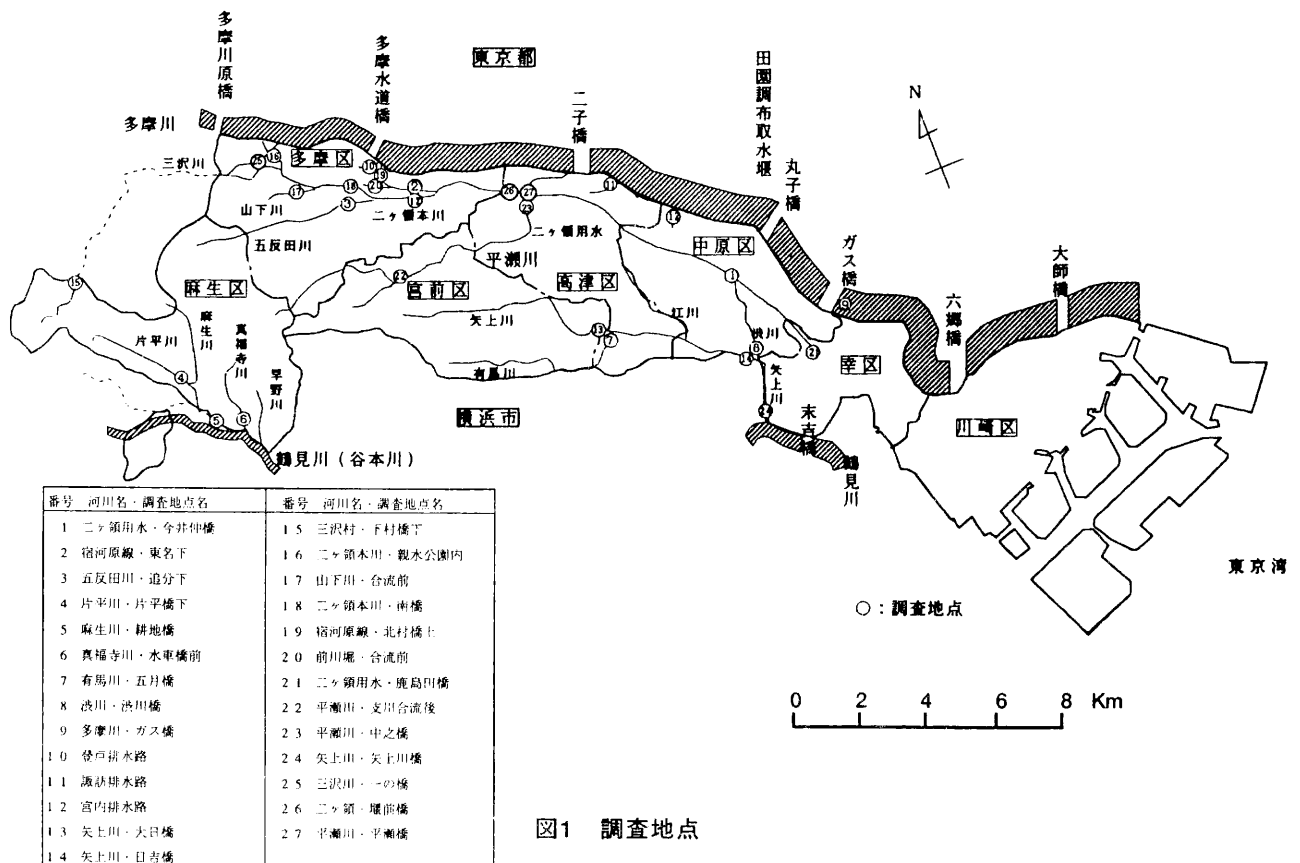 多摩川原橋
多摩水道橋
東京都
二子橋
田園調布取水堰
丸子橋
ガス橋
六郷橋
大師橋
N
多摩川
三沢川
多摩区
山下川
二ヶ領本川
五反田川
麻生区
麻生川
真福寺川
早野川
片平川
平瀬川
宮前区
二ヶ領用水
高津区
中原区
矢上川
有馬川
江川
渋川
矢上川
幸区
横浜市
末吉橋
鶴見川
川崎区
鶴見川(谷本川)
東京湾
○:調査地点
0 2 4 6 8 Km
番号 河川名・調査地点名
1 二ヶ領用水・今井仲橋
2 宿河原線・東名下
3 五反田川・追分下
4 片平川・片平橋下
5 麻生川・耕地橋
6 真福寺川・水車橋前
7 有馬川・五月橋
8 渋川・渋川橋
9 多摩川・ガス橋
10 登戸排水路
11 諏訪排水路
12 宮内排水路
13 矢上川・大日橋
14 矢上川・日吉橋
番号 河川名・調査地点名
15 三沢村・下村橋下
16 二ヶ領本川・親水公園内
17 山下川・合流前
18 二ヶ領本川・南橋
19 宿河原線・北村橋上
20 前川堀・合流前
21 二ヶ領用水・鹿島田橋
22 平瀬川・支川合流後
23 平瀬川・中之橋
24 矢上川・矢上川橋
25 三沢川・一の橋
26 二ヶ領・堰前橋
27 平瀬川・平瀬橋
図1 調査地点